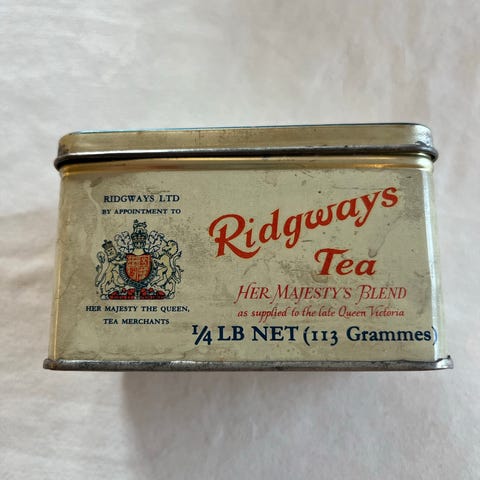 RIDGWAYS LTD
BY APPOINTMENT TO
HER MAJESTY THE QUEEN,
TEA MERCHANTS
Ridgways
Tea
HER MAJESTY'S BLEND
as supplied to the late Queen Victoria
1/4 LB NET (113 Grammes)